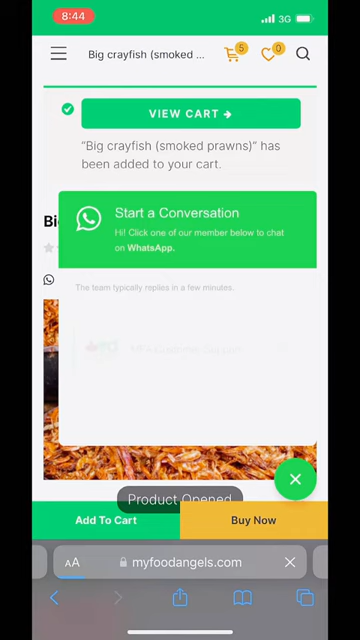 8:44
3G
Big crayfish (smoked ...
5
0
VIEW CART →
“Big crayfish (smoked prawns)” has
been added to your cart.
Start a Conversation
Hi! Click one of our member below to chat
on WhatsApp.
The team typically replies in a few minutes.
Product Opened
Add To Cart
Buy Now
AA
myfoodangels.com